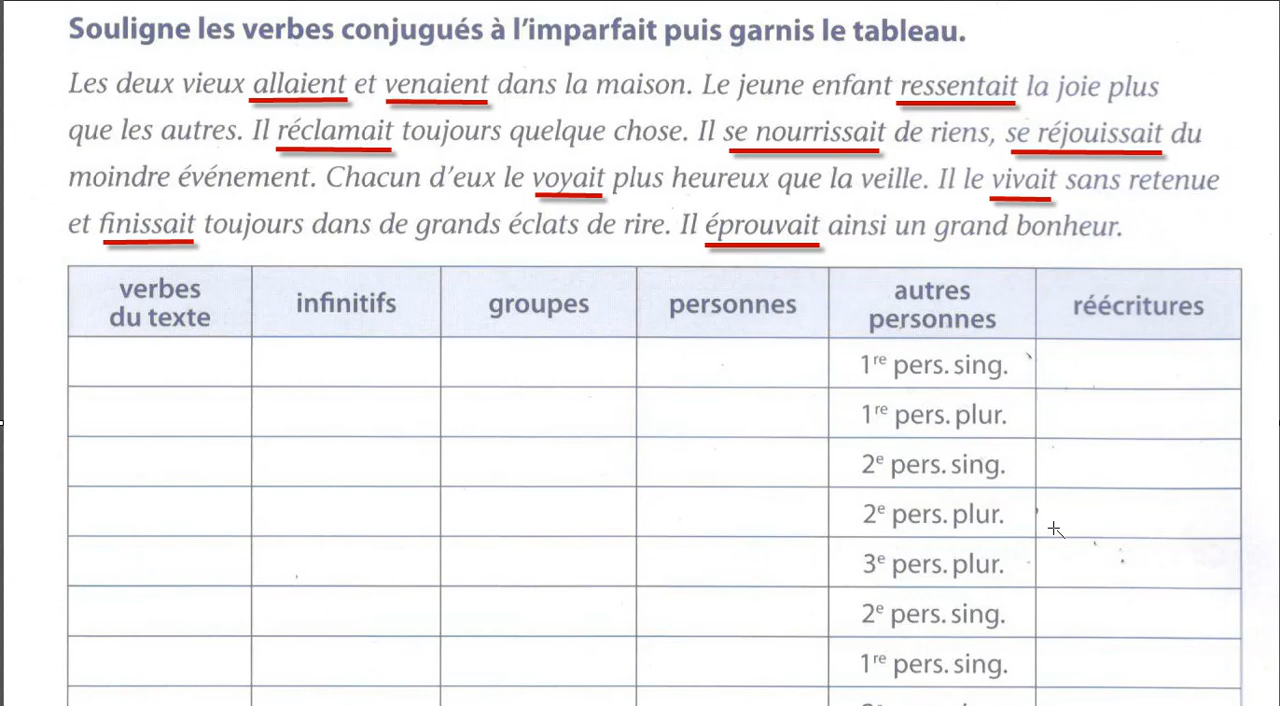 Souligne les verbes conjugués à l'imparfait puis garnis le tableau.
Les deux vieux allaient et venaient dans la maison. Le jeune enfant ressentait la joie plus
que les autres. Il réclamait toujours quelque chose. Il se nourrissait de riens, se réjouissait du
moindre événement. Chacun d'eux le voyait plus heureux que la veille. Il le vivait sans retenue
et finissait toujours dans de grands éclats de rire. Il éprouvait ainsi un grand bonheur.
verbes du texte infinitifs groupes personnes autres personnes réécritures
1re pers. sing.
1re pers. plur.
2e pers. sing.
2e pers. plur.
3e pers. plur.
2e pers. sing.
1re pers. sing.